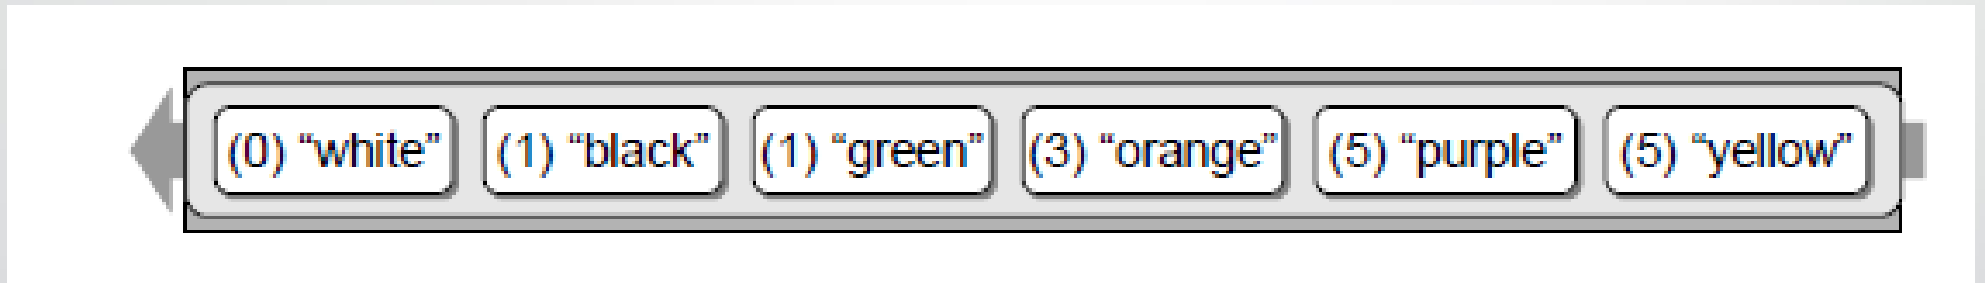 (0) “white” (1) “black” (1) “green” (3) “orange” (5) “purple” (5) “yellow”